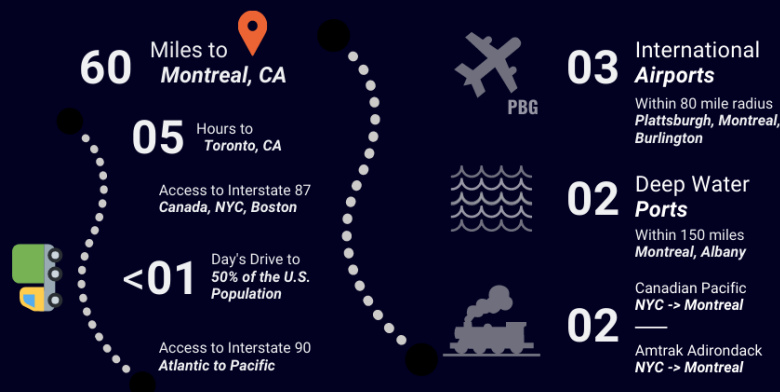 60 Miles to
Montreal, CA
05 Hours to
Toronto, CA
Access to Interstate 87
Canada, NYC, Boston
<01 Day's Drive to
50% of the U.S.
Population
Access to Interstate 90
Atlantic to Pacific
PBG
03 International
Airports
Within 80 mile radius
Plattsburgh, Montreal,
Burlington
02 Deep Water
Ports
Within 150 miles
Montreal, Albany
02
Canadian Pacific
NYC -> Montreal
Amtrak Adirondack
NYC -> Montreal